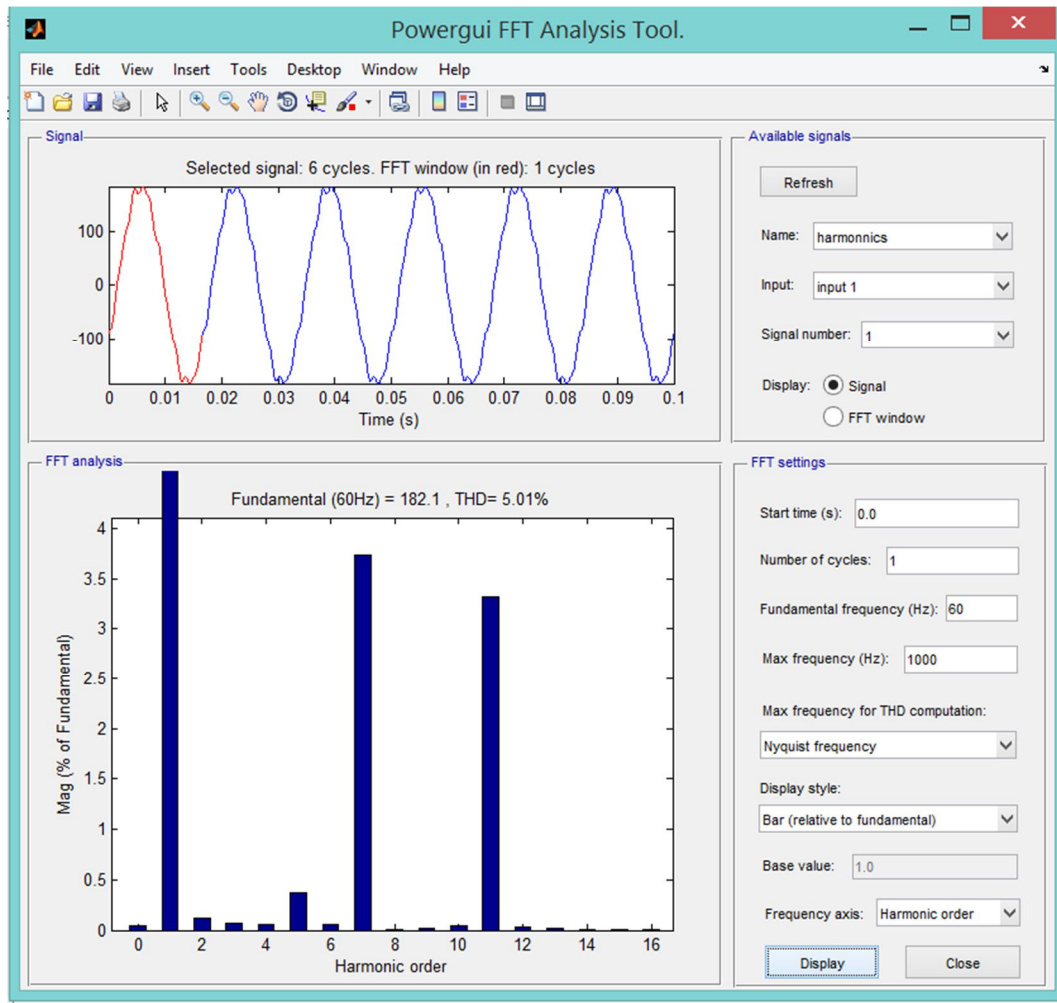 Powergui FFT Analysis Tool.
File Edit View Insert Tools Desktop Window Help
Signal
Selected signal: 6 cycles. FFT window (in red): 1 cycles
100
0
-100
0 0.01 0.02 0.03 0.04 0.05 0.06 0.07 0.08 0.09 0.1
Time (s)
Available signals
Refresh
Name: harmonnics
Input: input 1
Signal number: 1
Display: Signal
FFT window
FFT analysis
Fundamental (60Hz) = 182.1 , THD= 5.01%
Mag (% of Fundamental)
4
3.5
3
2.5
2
1.5
1
0.5
0
0 2 4 6 8 10 12 14 16
Harmonic order
FFT settings
Start time (s): 0.0
Number of cycles: 1
Fundamental frequency (Hz): 60
Max frequency (Hz): 1000
Max frequency for THD computation:
Nyquist frequency
Display style:
Bar (relative to fundamental)
Base value: 1.0
Frequency axis: Harmonic order
Display Close